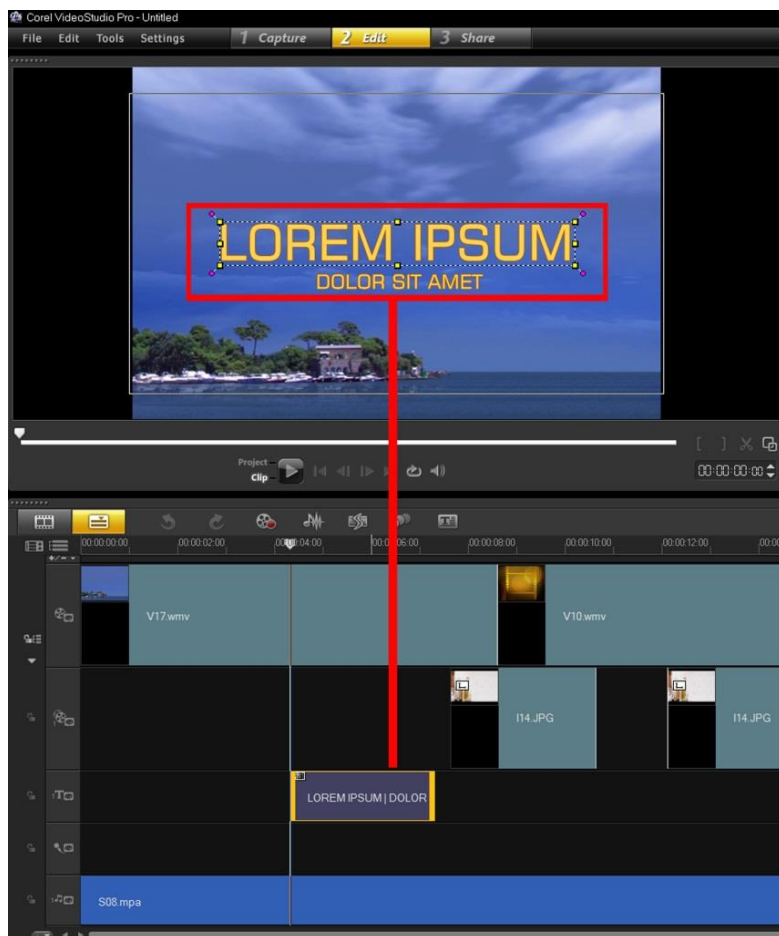 Corel VideoStudio Pro - Untitled
File Edit Tools Settings 1 Capture 2 Edit 3 Share
LOREM IPSUM
DOLOR SIT AMET
Project
Clip
00:00:00:00
00:00:00:00 00:00:02:00 00:00:08:00 00:00:10:00 00:00:12:00
V17.wmv V10.wmv
I14.JPG I14.JPG
LOREM IPSUM | DOLOR
S08.mpa